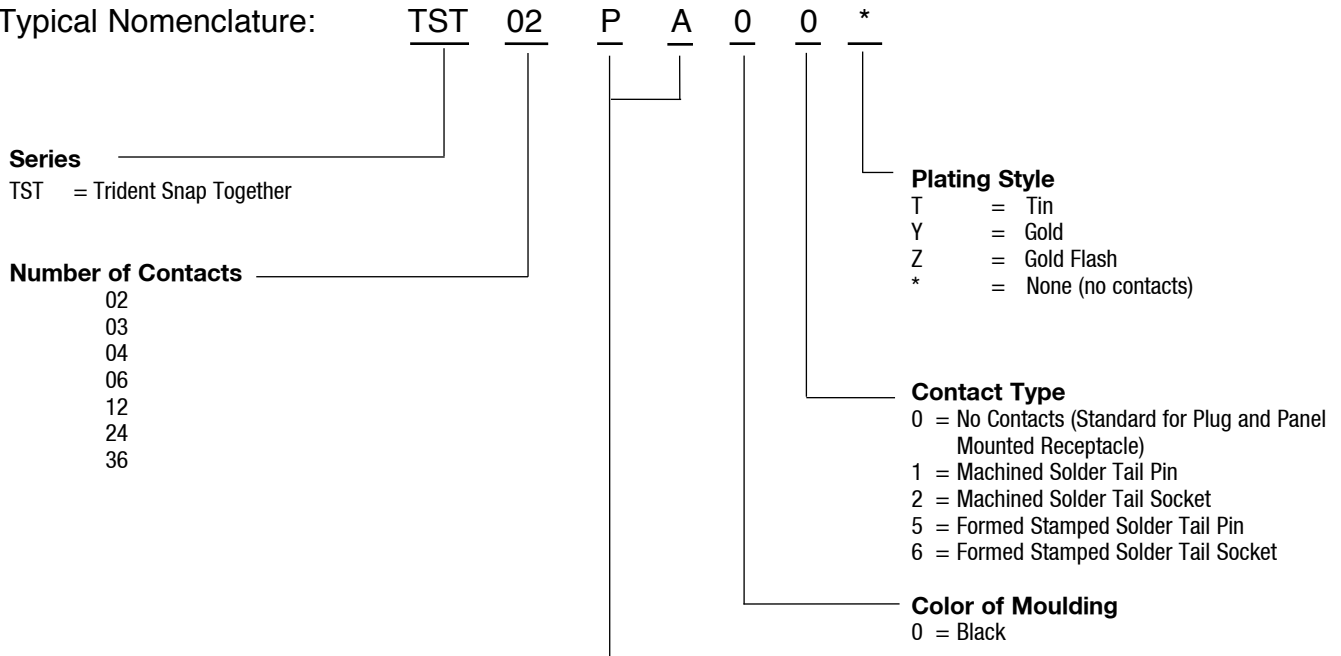 Typical Nomenclature: TST 02 P A 0 0 *
Series
TST = Trident Snap Together
Number of Contacts
02
03
04
06
12
24
36
Plating Style
T = Tin
Y = Gold
Z = Gold Flash
* = None (no contacts)
Contact Type
0 = No Contacts (Standard for Plug and Panel
Mounted Receptacle)
1 = Machined Solder Tail Pin
2 = Machined Solder Tail Socket
5 = Formed Stamped Solder Tail Pin
6 = Formed Stamped Solder Tail Socket
Color of Moulding
0 = Black